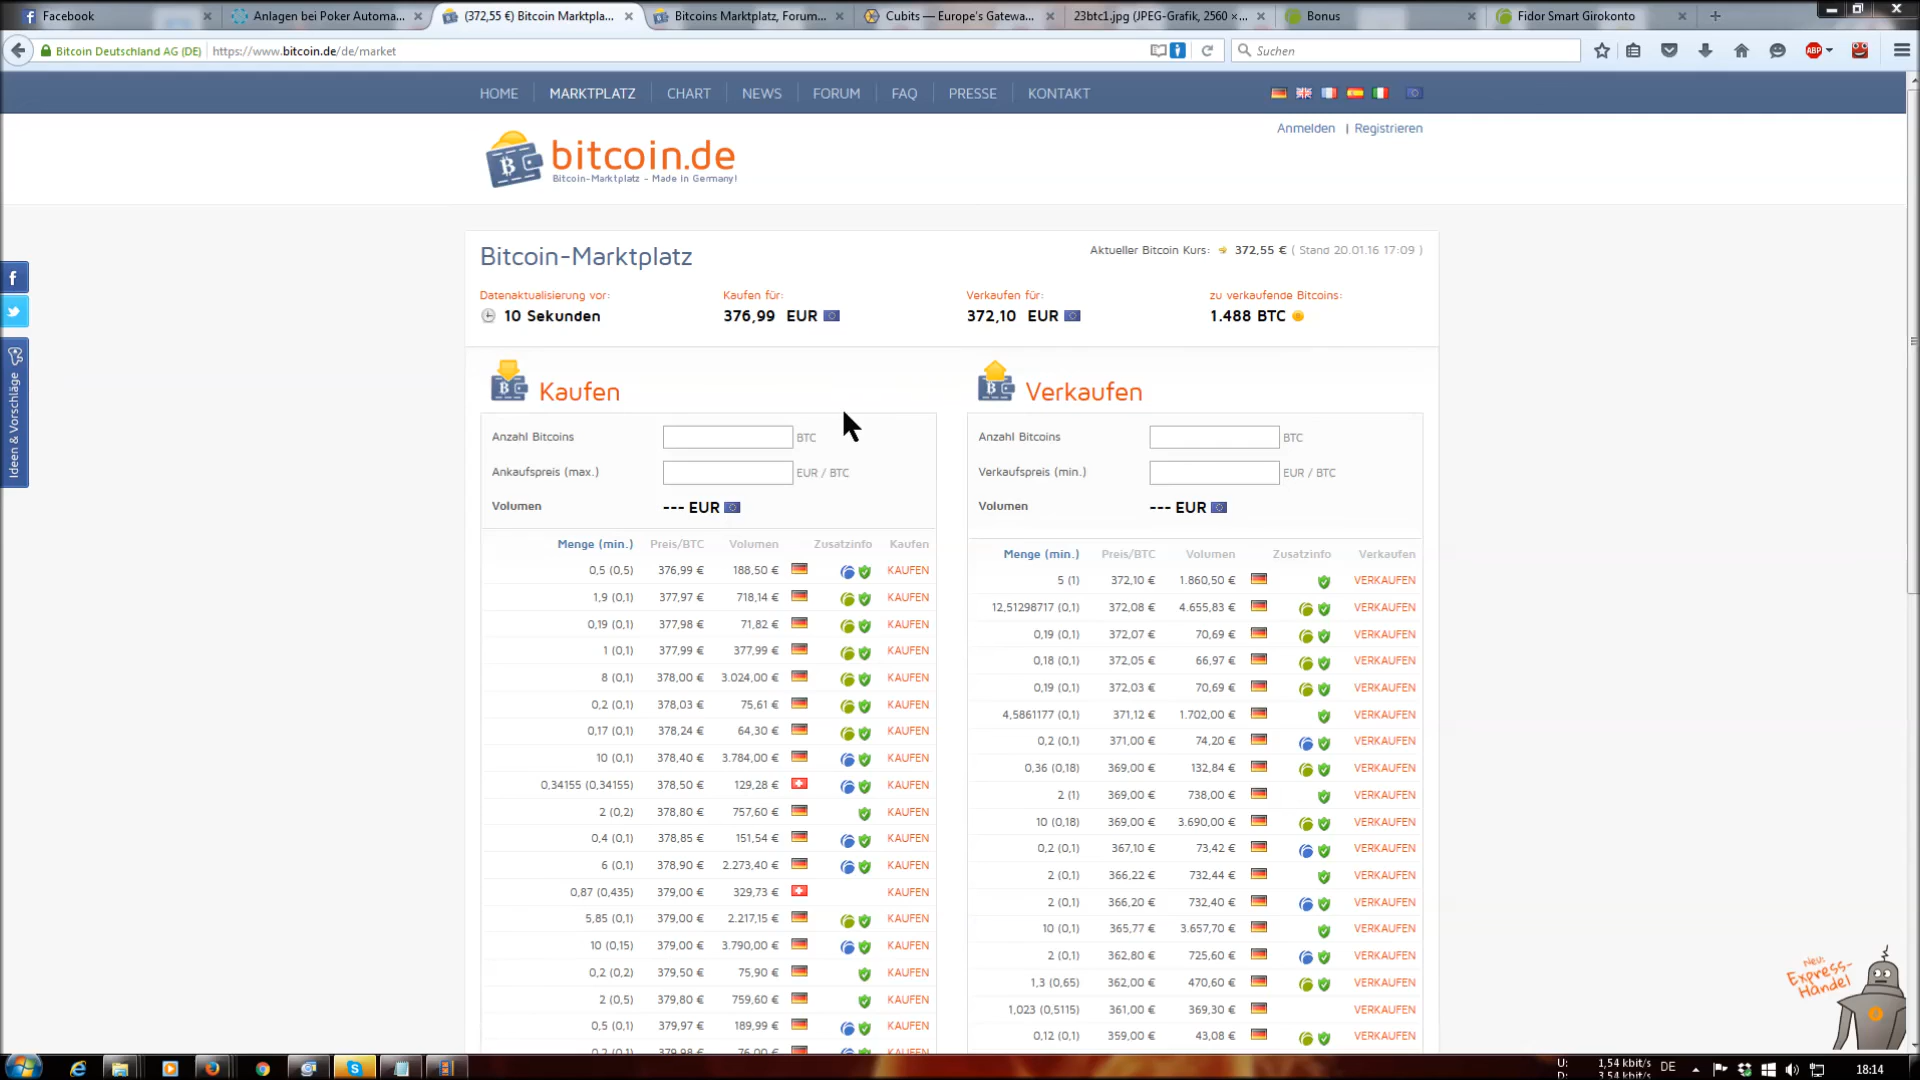 Facebook
Anlagen bei Poker Automa...
(372,55 €) Bitcoin Marktpla...
Bitcoins Marktplatz, Forum...
Cubits — Europe's Gatewa...
23btc1.jpg (JPEG-Grafik, 2560 ×...
Bonus
Fidor Smart Girokonto
Bitcoin Deutschland AG (DE)
https://www.bitcoin.de/de/market
Suchen
ABP
HOME
MARKTPLATZ
CHART
NEWS
FORUM
FAQ
PRESSE
KONTAKT
Anmelden | Registrieren
bitcoin.de
Bitcoin-Marktplatz - Made in Germany!
Ideen & Vorschläge
Bitcoin-Marktplatz
Aktueller Bitcoin Kurs: 372,55 € ( Stand 20.01.16 17:09 )
Datenaktualisierung vor:
10 Sekunden
Kaufen für:
376,99 EUR
Verkaufen für:
372,10 EUR
zu verkaufende Bitcoins:
1.488 BTC
Kaufen
Anzahl Bitcoins BTC
Ankaufspreis (max.) EUR / BTC
Volumen --- EUR
Menge (min.) Preis/BTC Volumen Zusatzinfo Kaufen
0,5 (0,5) 376,99 € 188,50 € KAUFEN
1,9 (0,1) 377,97 € 718,14 € KAUFEN
0,19 (0,1) 377,98 € 71,82 € KAUFEN
1 (0,1) 377,99 € 377,99 € KAUFEN
8 (0,1) 378,00 € 3.024,00 € KAUFEN
0,2 (0,1) 378,03 € 75,61 € KAUFEN
0,17 (0,1) 378,24 € 64,30 € KAUFEN
10 (0,1) 378,40 € 3.784,00 € KAUFEN
0,34155 (0,34155) 378,50 € 129,28 € KAUFEN
2 (0,2) 378,80 € 757,60 € KAUFEN
0,4 (0,1) 378,85 € 151,54 € KAUFEN
6 (0,1) 378,90 € 2.273,40 € KAUFEN
0,87 (0,435) 379,00 € 329,73 € KAUFEN
5,85 (0,1) 379,00 € 2.217,15 € KAUFEN
10 (0,15) 379,00 € 3.790,00 € KAUFEN
0,2 (0,2) 379,50 € 75,90 € KAUFEN
2 (0,5) 379,80 € 759,60 € KAUFEN
0,5 (0,1) 379,97 € 189,99 € KAUFEN
0,2 (0,1) 379,98 € 76,00 € KAUFEN
Verkaufen
Anzahl Bitcoins BTC
Verkaufspreis (min.) EUR / BTC
Volumen --- EUR
Menge (min.) Preis/BTC Volumen Zusatzinfo Verkaufen
5 (1) 372,10 € 1.860,50 € VERKAUFEN
12,51298717 (0,1) 372,08 € 4.655,83 € VERKAUFEN
0,19 (0,1) 372,07 € 70,69 € VERKAUFEN
0,18 (0,1) 372,05 € 66,97 € VERKAUFEN
0,19 (0,1) 372,03 € 70,69 € VERKAUFEN
4,5861177 (0,1) 371,12 € 1.702,00 € VERKAUFEN
0,2 (0,1) 371,00 € 74,20 € VERKAUFEN
0,36 (0,18) 369,00 € 132,84 € VERKAUFEN
2 (1) 369,00 € 738,00 € VERKAUFEN
10 (0,18) 369,00 € 3.690,00 € VERKAUFEN
0,2 (0,1) 367,10 € 73,42 € VERKAUFEN
2 (0,1) 366,22 € 732,44 € VERKAUFEN
2 (0,1) 366,20 € 732,40 € VERKAUFEN
10 (0,1) 365,77 € 3.657,70 € VERKAUFEN
2 (0,1) 362,80 € 725,60 € VERKAUFEN
1,3 (0,65) 362,00 € 470,60 € VERKAUFEN
1,023 (0,5115) 361,00 € 369,30 € VERKAUFEN
0,12 (0,1) 359,00 € 43,08 € VERKAUFEN
Neu:
Express-
Handel
U: 1,54 kbit/s
D: 3,54 kbit/s
DE
18:14